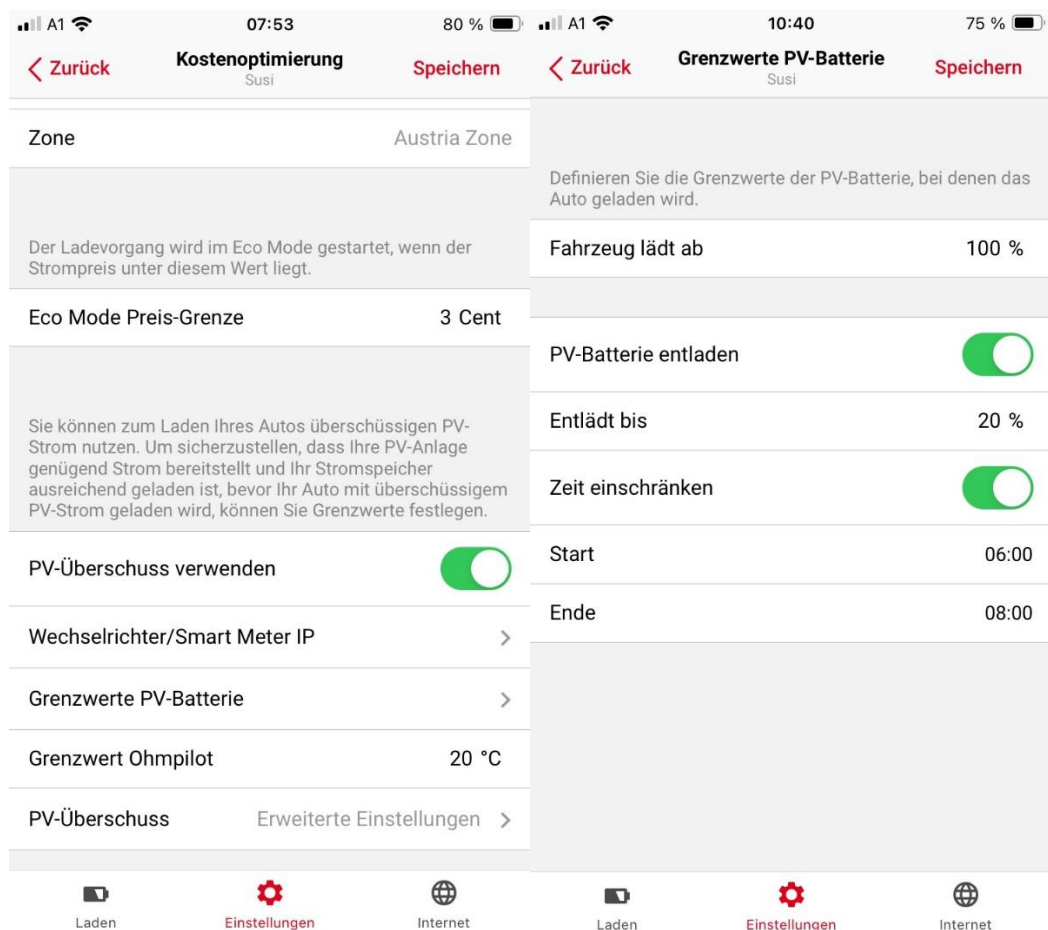 A1
07:53
80 %
Zurück
Kostenoptimierung
Susi
Speichern
Zone
Austria Zone
Der Ladevorgang wird im Eco Mode gestartet, wenn der
Strompreis unter diesem Wert liegt.
Eco Mode Preis-Grenze
3 Cent
Sie können zum Laden Ihres Autos überschüssigen PV-
Strom nutzen. Um sicherzustellen, dass Ihre PV-Anlage
genügend Strom bereitstellt und Ihr Stromspeicher
ausreichend geladen ist, bevor Ihr Auto mit überschüssigem
PV-Strom geladen wird, können Sie Grenzwerte festlegen.
PV-Überschuss verwenden
Wechselrichter/Smart Meter IP
Grenzwerte PV-Batterie
Grenzwert Ohmpilot
20 °C
PV-Überschuss
Erweiterte Einstellungen
Laden
Einstellungen
Internet
A1
10:40
75 %
Zurück
Grenzwerte PV-Batterie
Susi
Speichern
Definieren Sie die Grenzwerte der PV-Batterie, bei denen das
Auto geladen wird.
Fahrzeug lädt ab
100 %
PV-Batterie entladen
Entlädt bis
20 %
Zeit einschränken
Start
06:00
Ende
08:00
Laden
Einstellungen
Internet